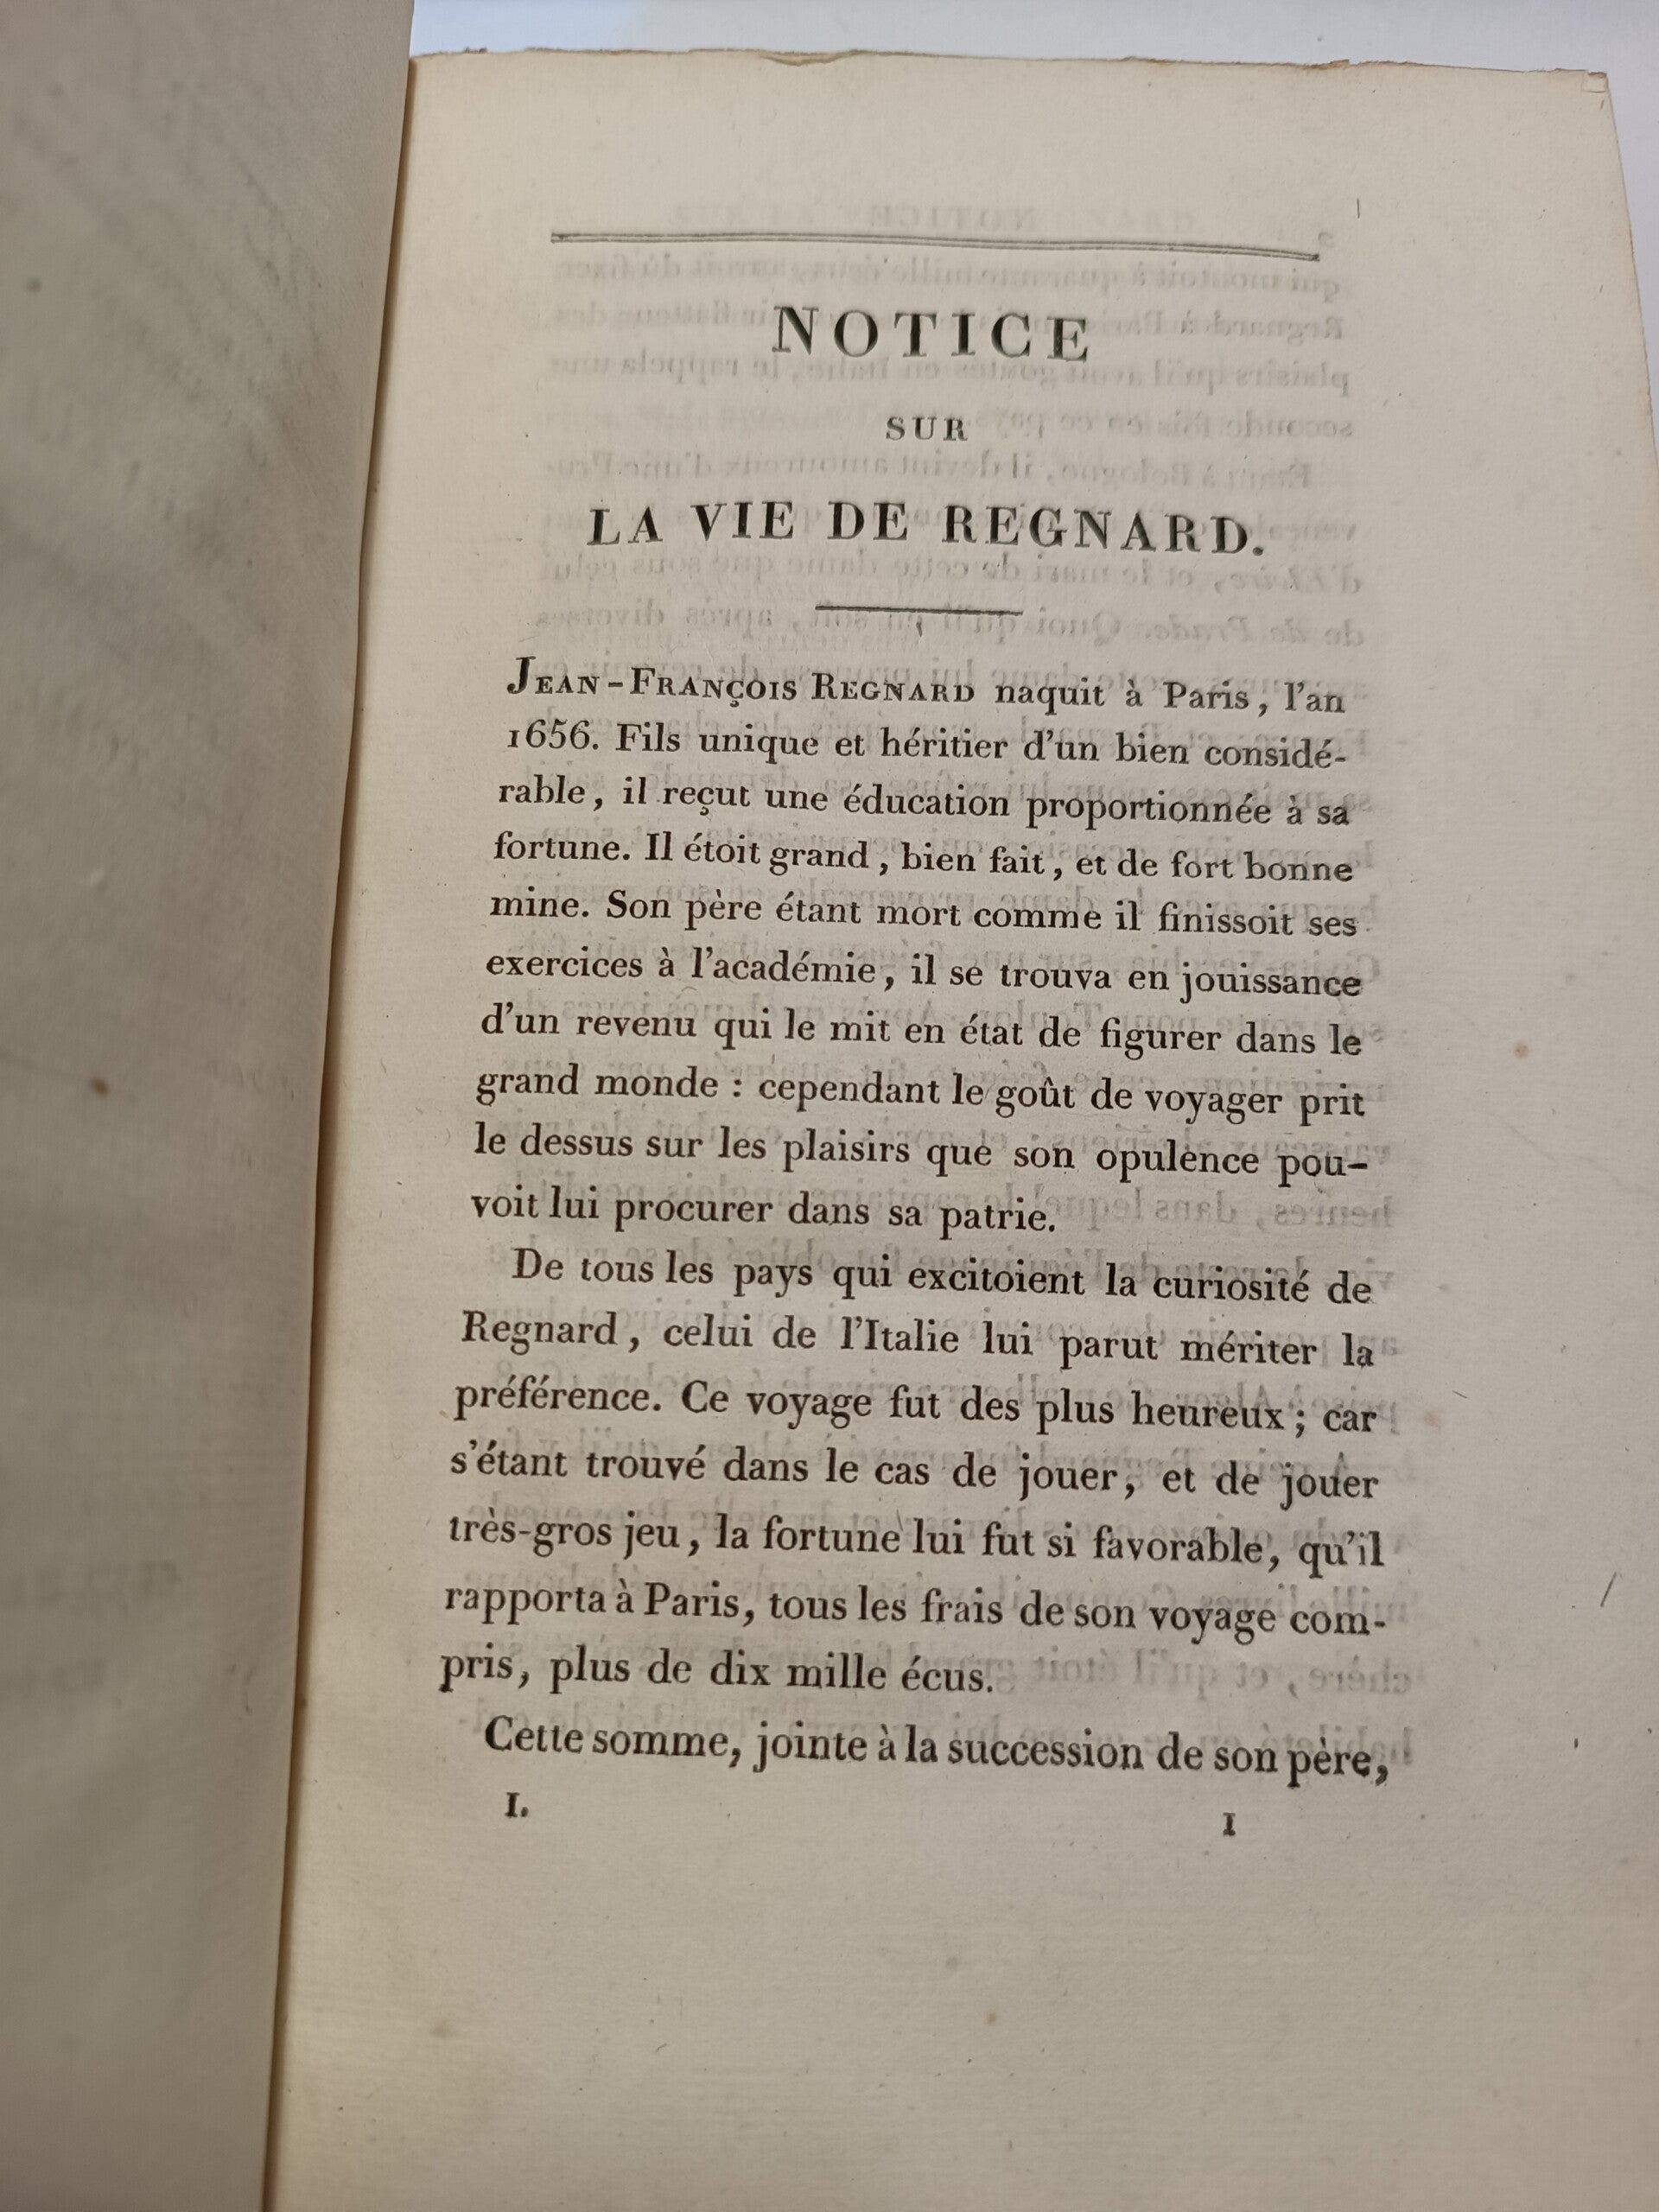 NOTICE
SUR
LA VIE DE REGNARD.
JEAN-FRANÇOIS REGNARD naquit à Paris, l'an
1656. Fils unique et héritier d'un bien considé-
rable, il reçut une éducation proportionnée à sa
fortune. Il étoit grand, bien fait, et de fort bonne
mine. Son père étant mort comme il finissoit ses
exercices à l'académie, il se trouva en jouissance
d'un revenu qui le mit en état de figurer dans le
grand monde : cependant le goût de voyager prit
le dessus sur les plaisirs que son opulence pou-
voit lui procurer dans sa patrie.
De tous les pays qui excitoient la curiosité de
Regnard, celui de l'Italie lui parut mériter la
préférence. Ce voyage fut des plus heureux ; car
s'étant trouvé dans le cas de jouer, et de jouer
très-gros jeu, la fortune lui fut si favorable, qu'il
rapporta à Paris, tous les frais de son voyage com-
pris, plus de dix mille écus.
Cette somme, jointe à la succession de son père,
I. 1